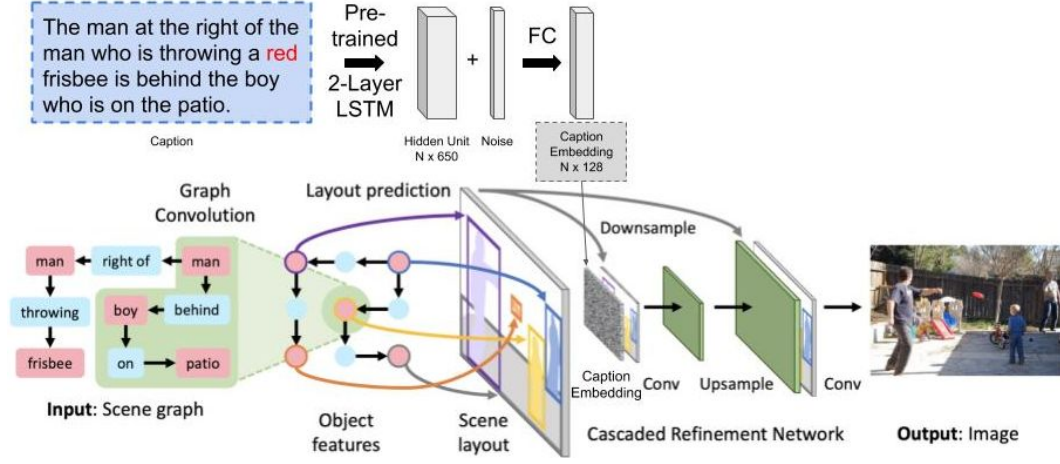 The man at the right of the
man who is throwing a red
frisbee is behind the boy
who is on the patio.
Caption
Pre-
trained
2-Layer
LSTM
+
FC
Hidden Unit
N x 650
Noise
Caption
Embedding
N x 128
Graph
Convolution
Layout prediction
Downsample
man
right of
man
throwing
boy
behind
frisbee
on
patio
Input: Scene graph
Object
features
Scene
layout
Caption
Embedding
Conv
Upsample
Conv
Cascaded Refinement Network
Output: Image